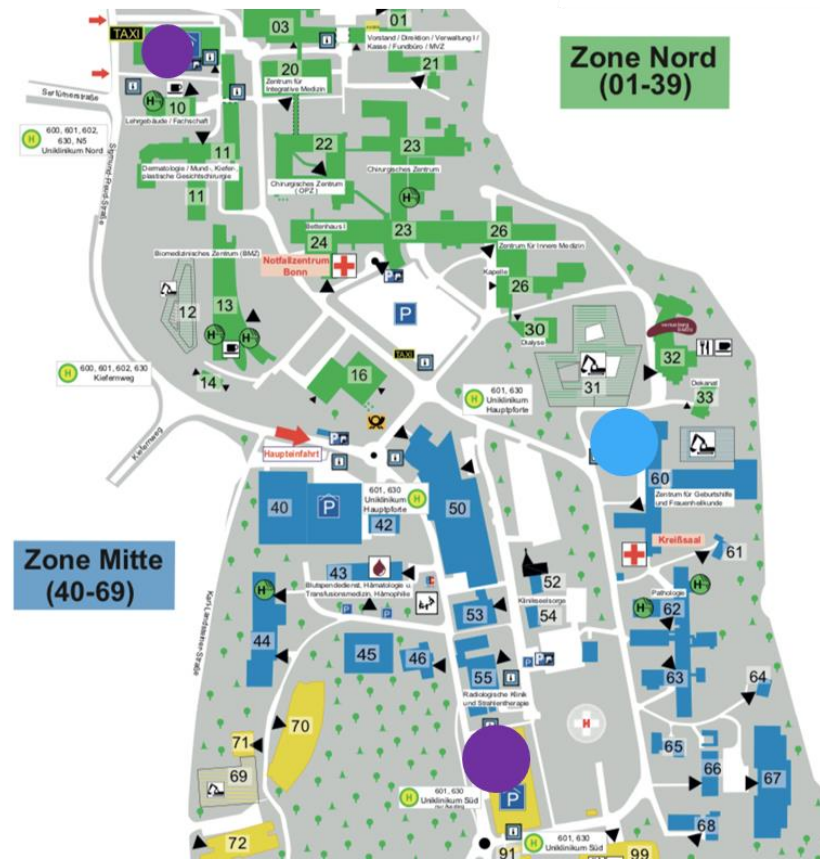 TAXI
03
01
Vorstand / Direktion / Verwaltung I /
Kasse / Fundbüro / MVZ
20
Zentrum für
Integrative Medizin
21
Zone Nord
(01-39)
H
10
Lehrgebäude / Fachschaft
H
600, 601, 602,
630, N5
Uniklinikum Nord
22
23
11
Dermatologie / Mund-, Kiefer-,
plastische Gesichtschirurgie
Chirurgisches Zentrum
Chirurgisches Zentrum
(OPZ)
11
H
Bettenhaus I
24
23
26
Zentrum für Innere Medizin
Biomedizinisches Zentrum (BMZ)
Notfallzentrum
Bonn
Kapelle
26
P
12
13
P
30
Dialyse
H
H
TAXI
31
32
Dekanat
33
H
600, 601, 602, 630
Kiefernweg
14
16
601, 630
Uniklinikum
Hauptpforte
H
Kiefernweg
P
Haupteinfahrt
40
P
601, 630
Uniklinikum
Hauptpforte
H
42
50
60
Zentrum für Geburtshilfe
und Frauenheilkunde
Kreißsaal
61
Zone Mitte
(40-69)
43
Blutspendedienst, Hämatologie u.
Transfusionsmedizin, Hämophilie
P
P
52
Klinikseelsorge
54
Pathologie
H
H
62
H
44
53
45
46
55
P
P
Radiologische Klinik
und Strahlentherapie
63
64
H
Karl-Landsteiner-Straße
70
71
69
65
66
67
P
H
601, 630
Uniklinikum Süd
68
72
91
H
601, 630
Uniklinikum Süd
99